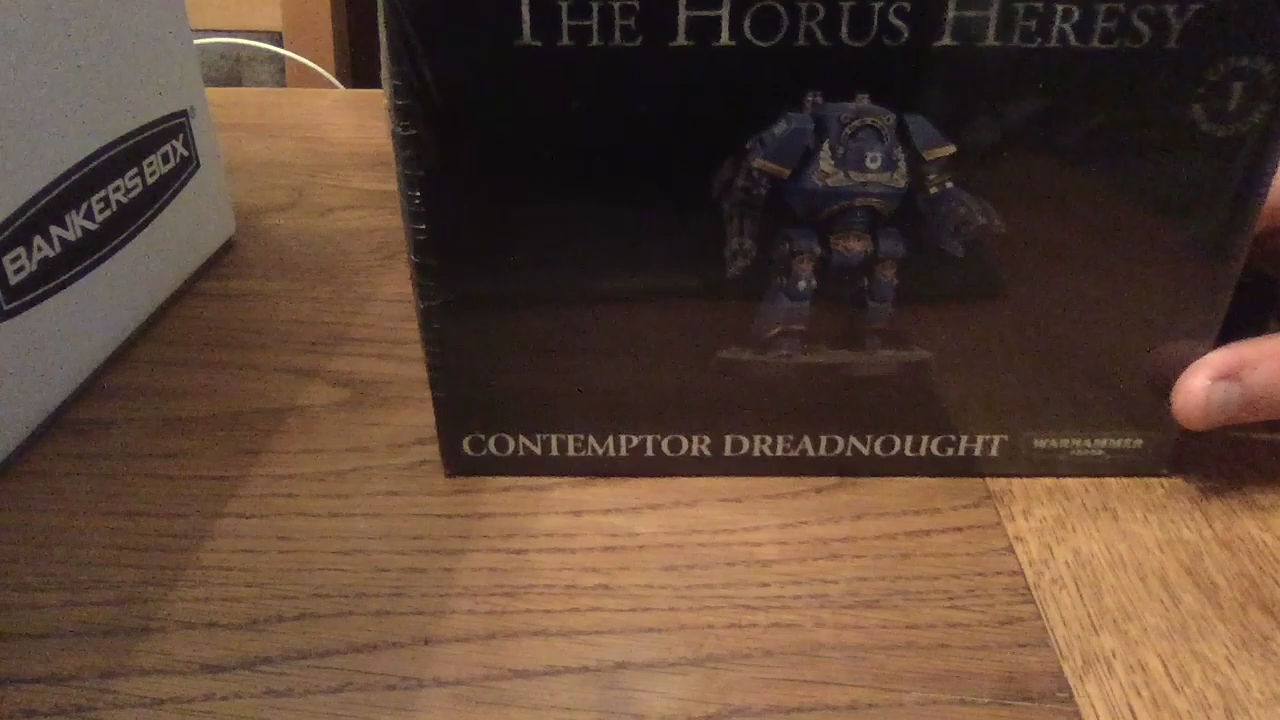 THE HORUS HERESY
BANKERS BOX
CONTEMPTOR DREADNOUGHT
WARHAMMER